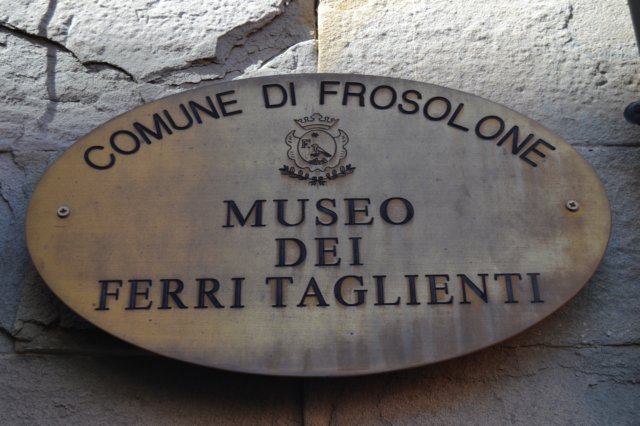 COMUNE DI FROSOLONE
MUSEO
DEI
FERRI TAGLIENTI